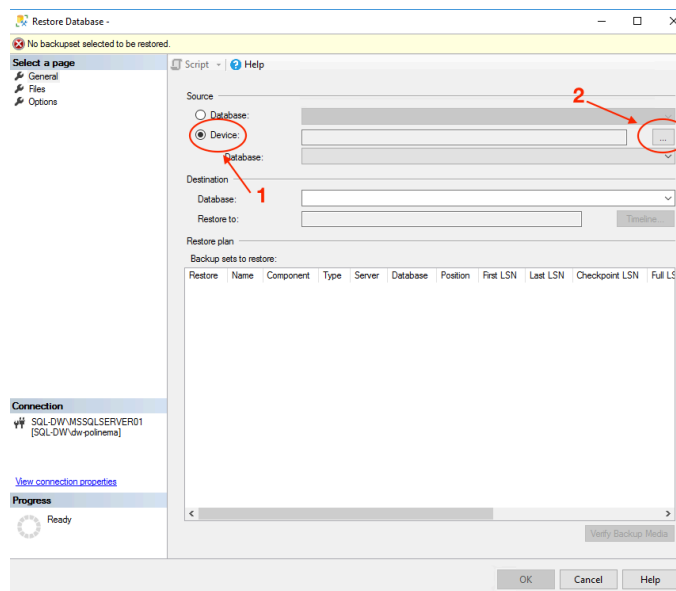 Restore Database -
No backupset selected to be restored.
Select a page
General
Files
Options
Script
Help
Source
Database:
2
Device:
...
Database:
1
Destination
Database:
Restore to:
Timeline...
Restore plan
Backup sets to restore:
Restore Name Component Type Server Database Position First LSN Last LSN Checkpoint LSN Full LS
Connection
SQL-DW\MSSQLSERVER01
[SQL-DW\dw-polinema]
View connection properties
Progress
Ready
Verify Backup Media
OK Cancel Help